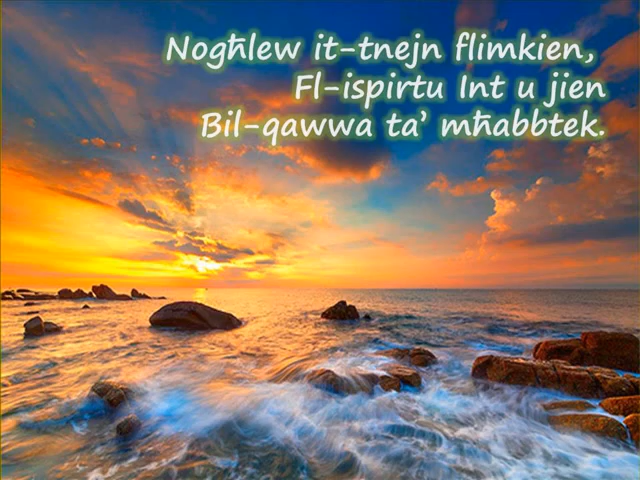 Nogħlew it-tnejn flimkien,
Fl-ispirtu Int u jien
Bil-qawwa ta’ mħabbtek.